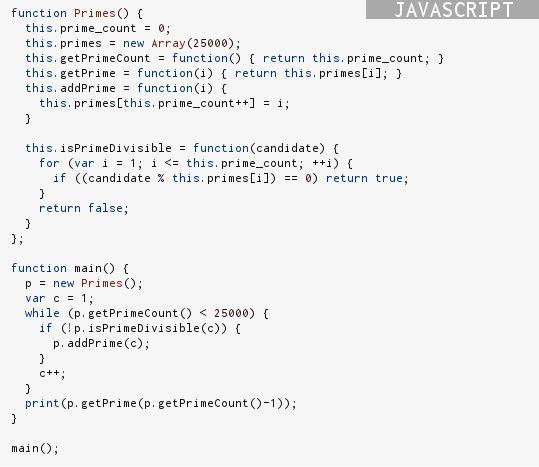 JAVASCRIPT
function Primes() {
  this.prime_count = 0;
  this.primes = new Array(25000);
  this.getPrimeCount = function() { return this.prime_count; }
  this.getPrime = function(i) { return this.primes[i]; }
  this.addPrime = function(i) {
    this.primes[this.prime_count++] = i;
  }

  this.isPrimeDivisible = function(candidate) {
    for (var i = 1; i <= this.prime_count; ++i) {
      if ((candidate % this.primes[i]) == 0) return true;
    }
    return false;
  }
};

function main() {
  p = new Primes();
  var c = 1;
  while (p.getPrimeCount() < 25000) {
    if (!p.isPrimeDivisible(c)) {
      p.addPrime(c);
    }
    c++;
  }
  print(p.getPrime(p.getPrimeCount()-1));
}

main();